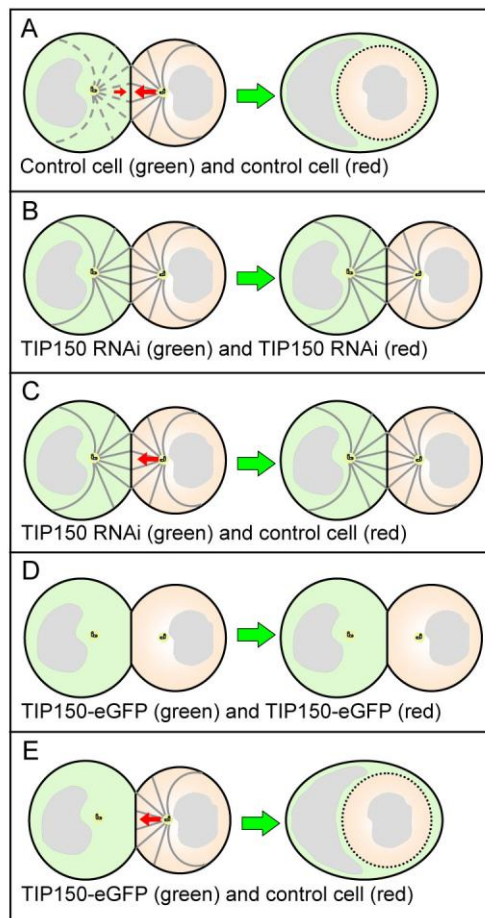 A
Control cell (green) and control cell (red)
B
TIP150 RNAi (green) and TIP150 RNAi (red)
C
TIP150 RNAi (green) and control cell (red)
D
TIP150-eGFP (green) and TIP150-eGFP (red)
E
TIP150-eGFP (green) and control cell (red)